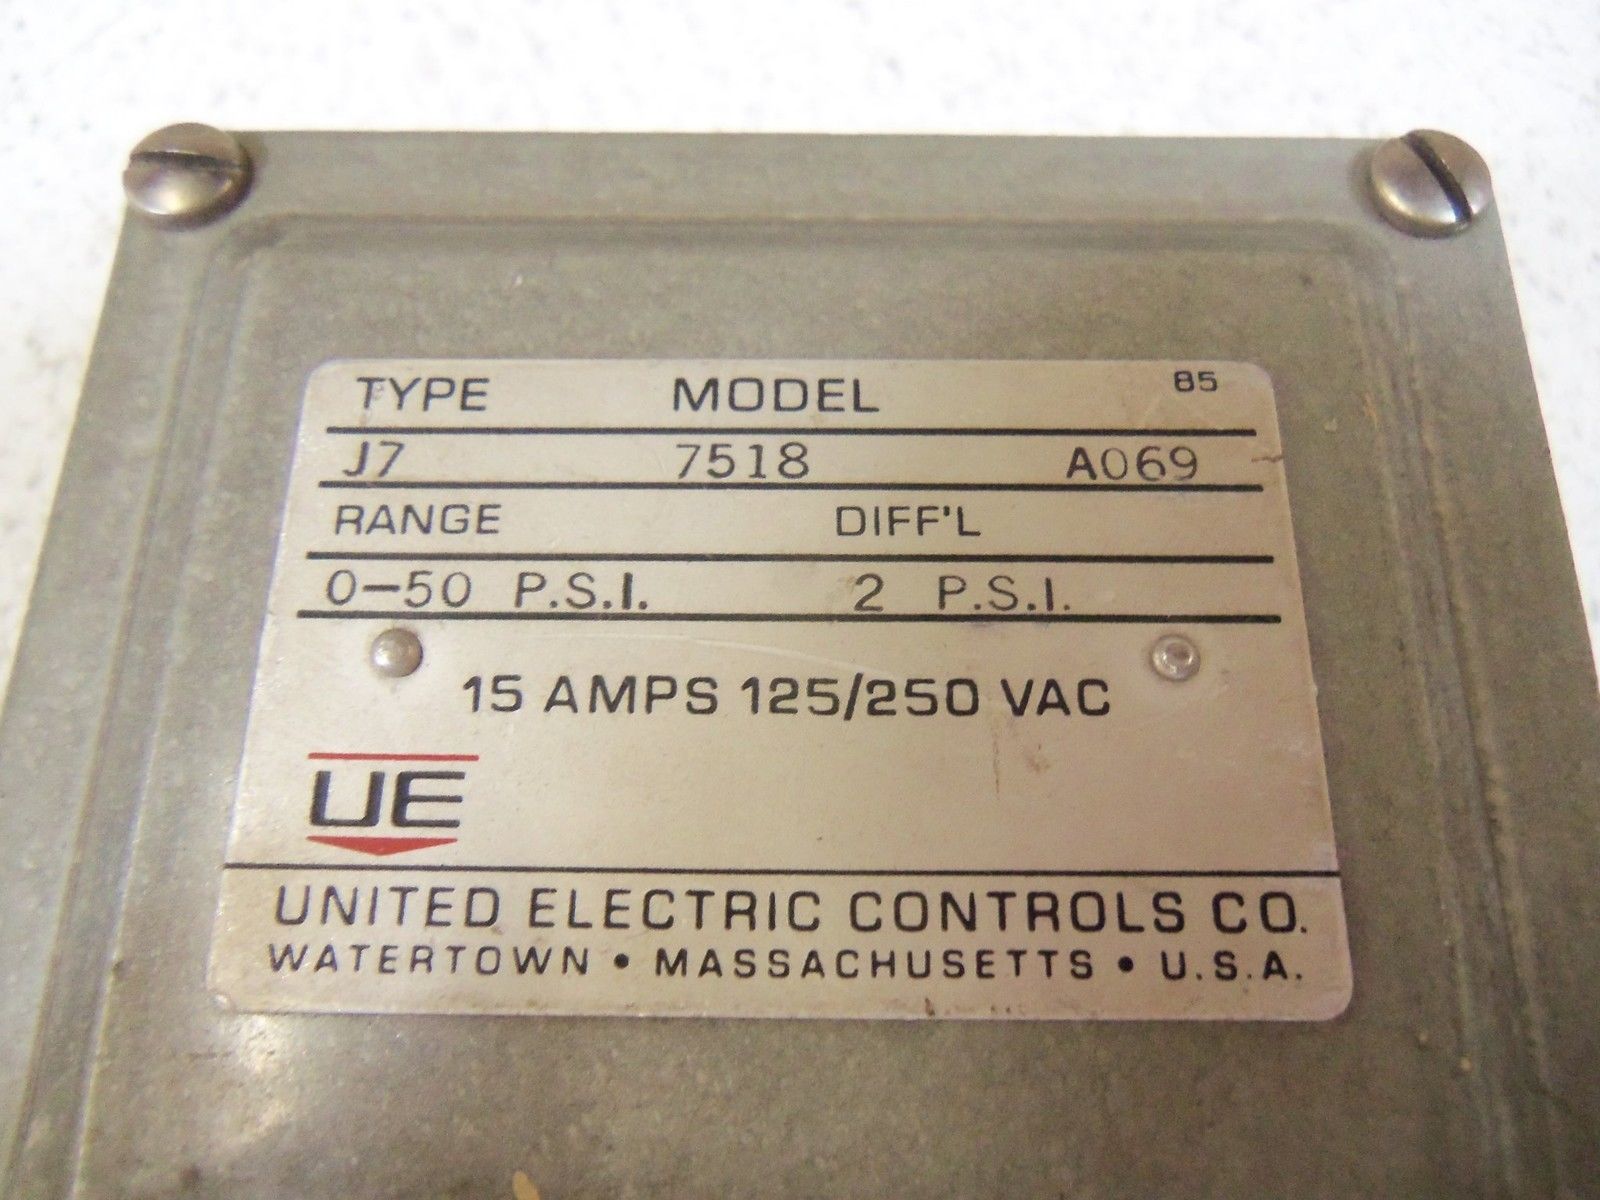 TYPE MODEL 85
J7 7518 A069
RANGE DIFF'L
0-50 P.S.I. 2 P.S.I.
15 AMPS 125/250 VAC
UE
UNITED ELECTRIC CONTROLS CO.
WATERTOWN • MASSACHUSETTS • U.S.A.